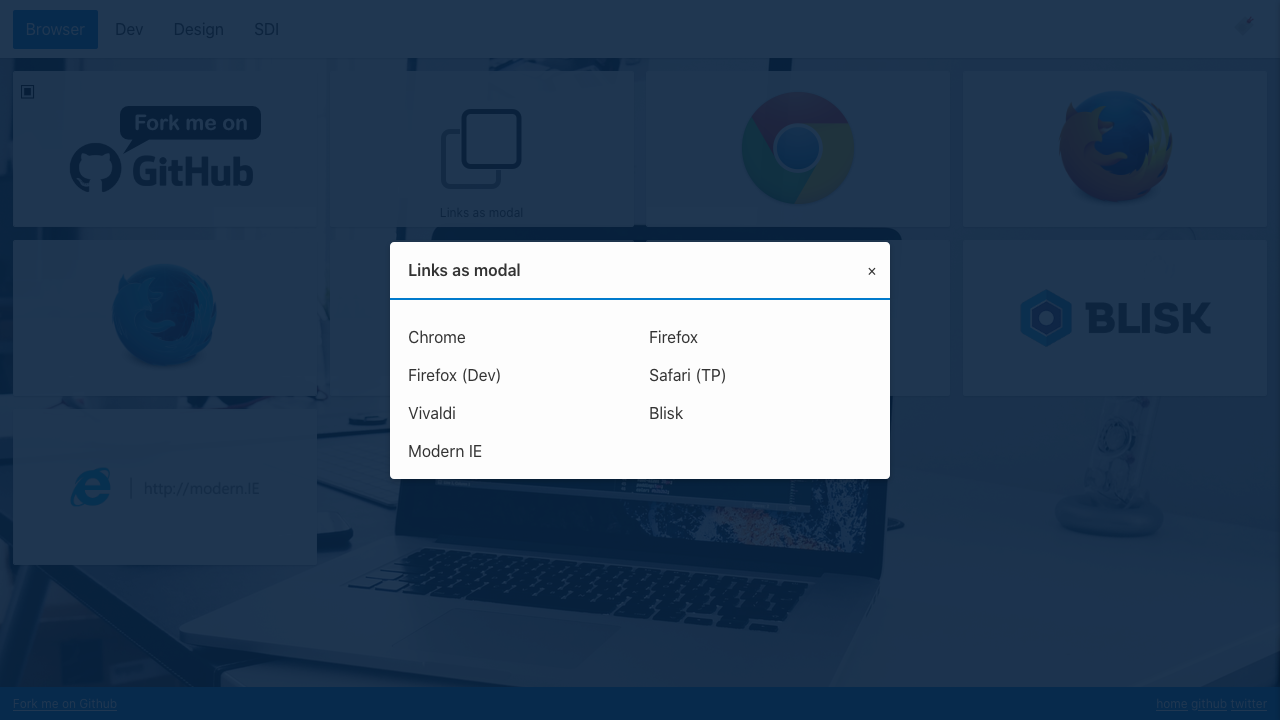 Browser Dev Design SDI
Fork me on
GitHub
Links as modal
Links as modal ×
Chrome Firefox
Firefox (Dev) Safari (TP)
Vivaldi Blisk
Modern IE
BLISK
http://modern.IE
Fork me on Github home github twitter